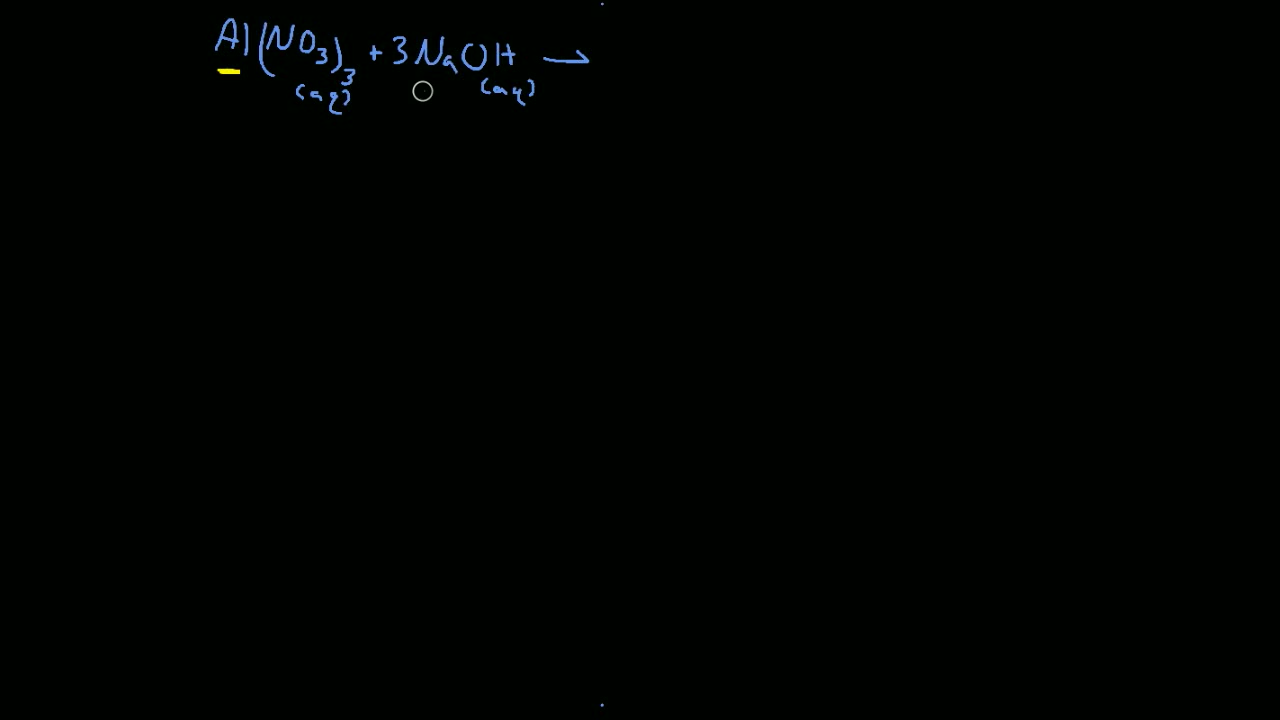 Al(NO₃)₃ + 3NaOH →
(aq) (aq)